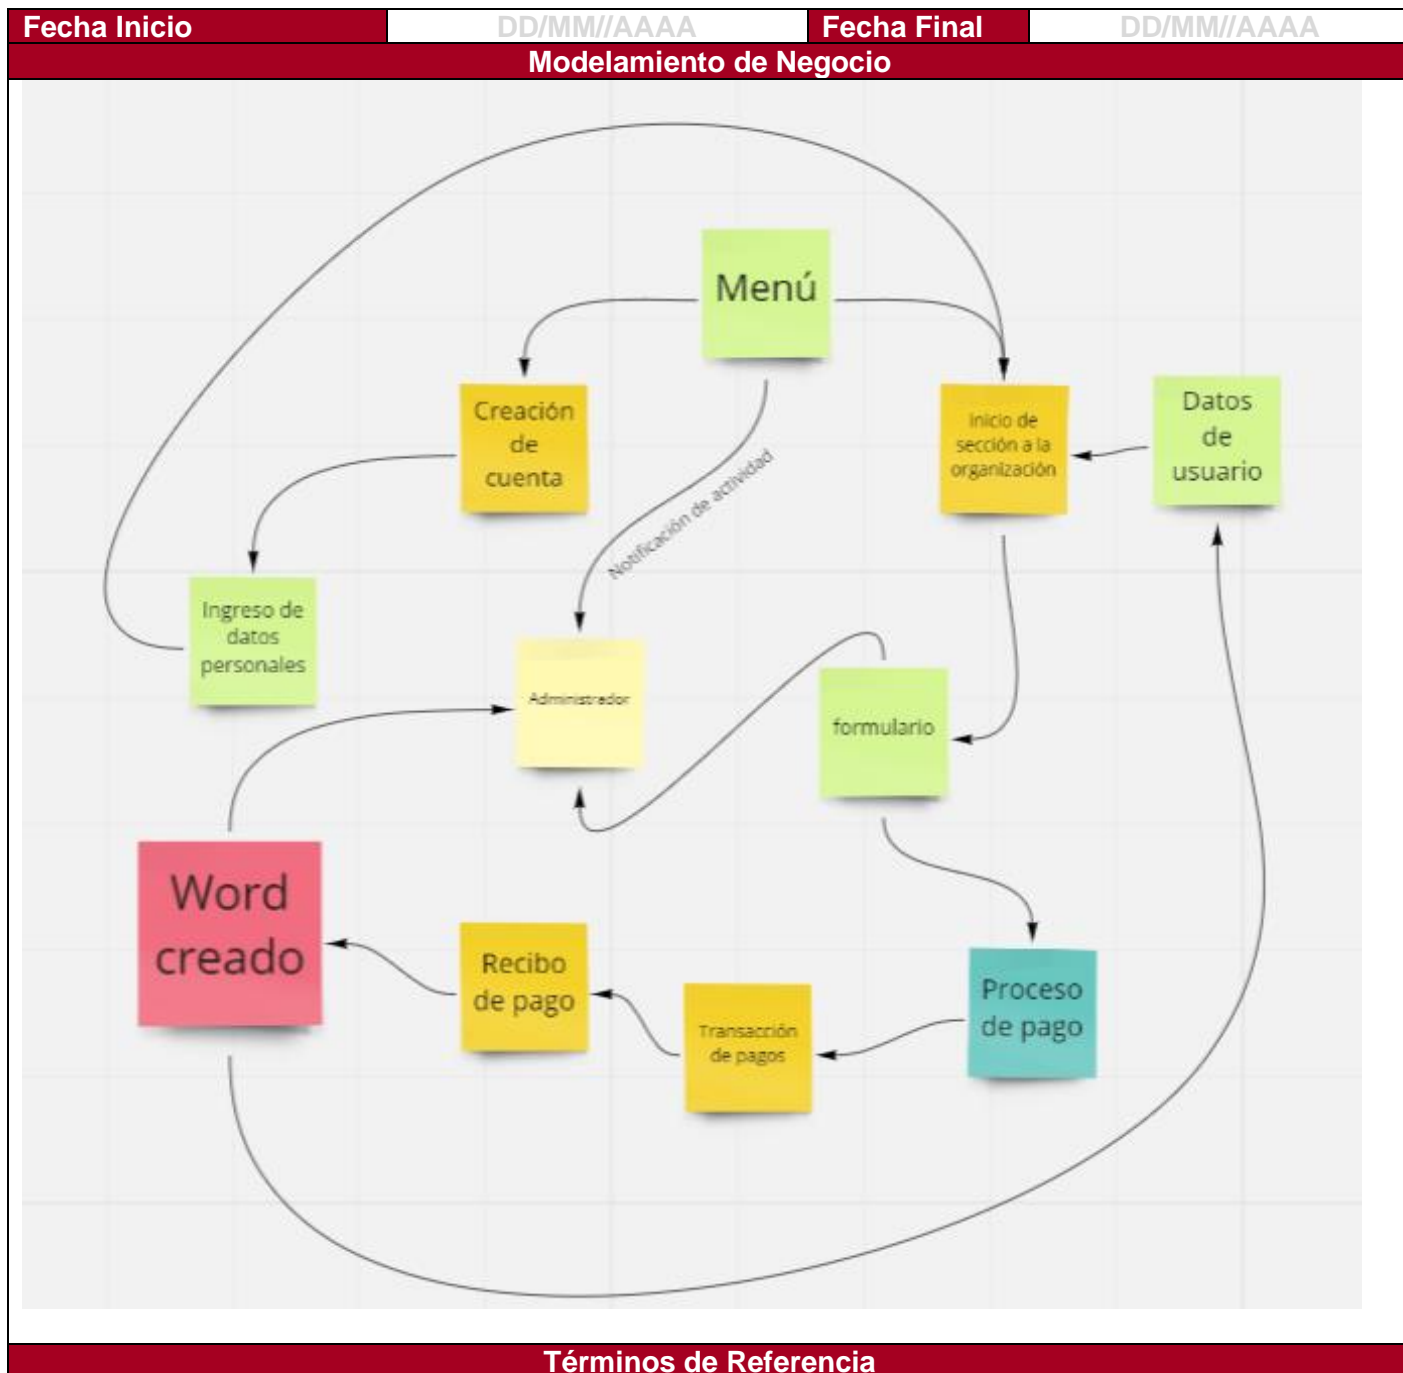 Fecha Inicio DD/MM//AAAA Fecha Final DD/MM//AAAA
Modelamiento de Negocio
Menú
Creación
de
cuenta
Inicio de
sección a la
organización
Datos
de
usuario
Notificación de actividad
Ingreso de
datos
personales
Administrador
formulario
Word
creado
Recibo
de pago
Transacción
de pagos
Proceso
de pago
Términos de Referencia